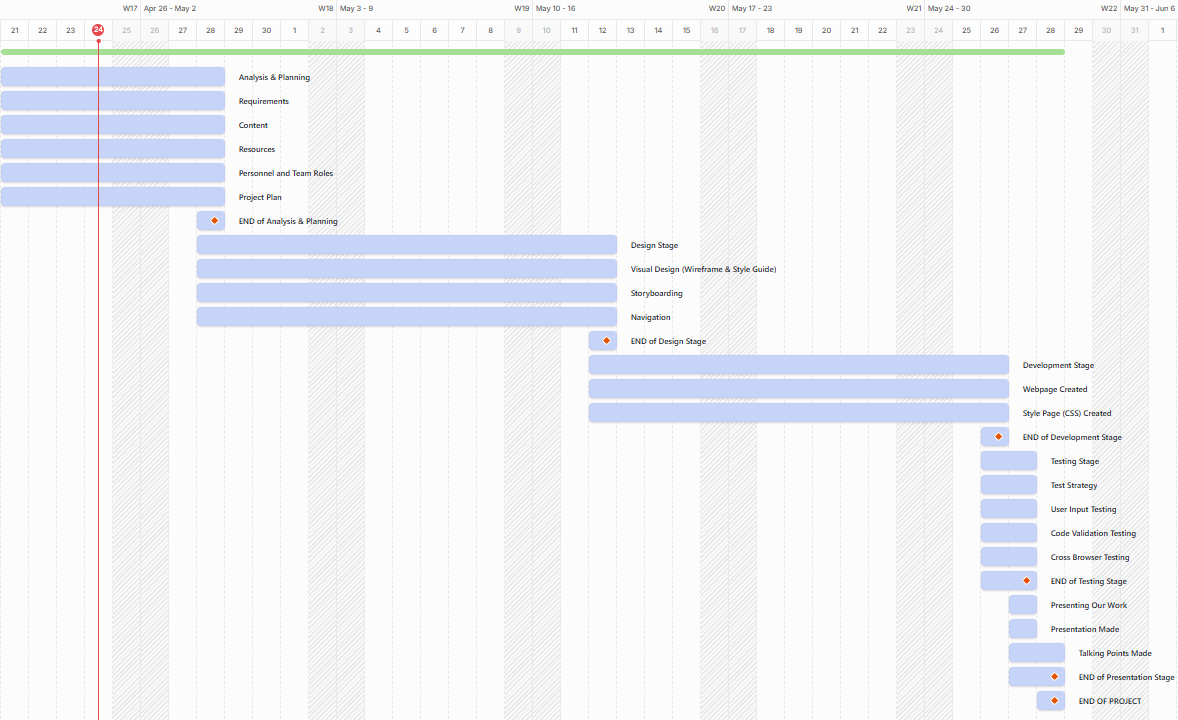 W17 Apr 26 - May 2 W18 May 3 - 9 W19 May 10 - 16 W20 May 17 - 23 W21 May 24 - 30 W22 May 31 - Jun 6
21 22 23 24 25 26 27 28 29 30 1 2 3 4 5 6 7 8 9 10 11 12 13 14 15 16 17 18 19 20 21 22 23 24 25 26 27 28 29 30 31 1
Analysis & Planning
Requirements
Content
Resources
Personnel and Team Roles
Project Plan
END of Analysis & Planning
Design Stage
Visual Design (Wireframe & Style Guide)
Storyboarding
Navigation
END of Design Stage
Development Stage
Webpage Created
Style Page (CSS) Created
END of Development Stage
Testing Stage
Test Strategy
User Input Testing
Code Validation Testing
Cross Browser Testing
END of Testing Stage
Presenting Our Work
Presentation Made
Talking Points Made
END of Presentation Stage
END OF PROJECT